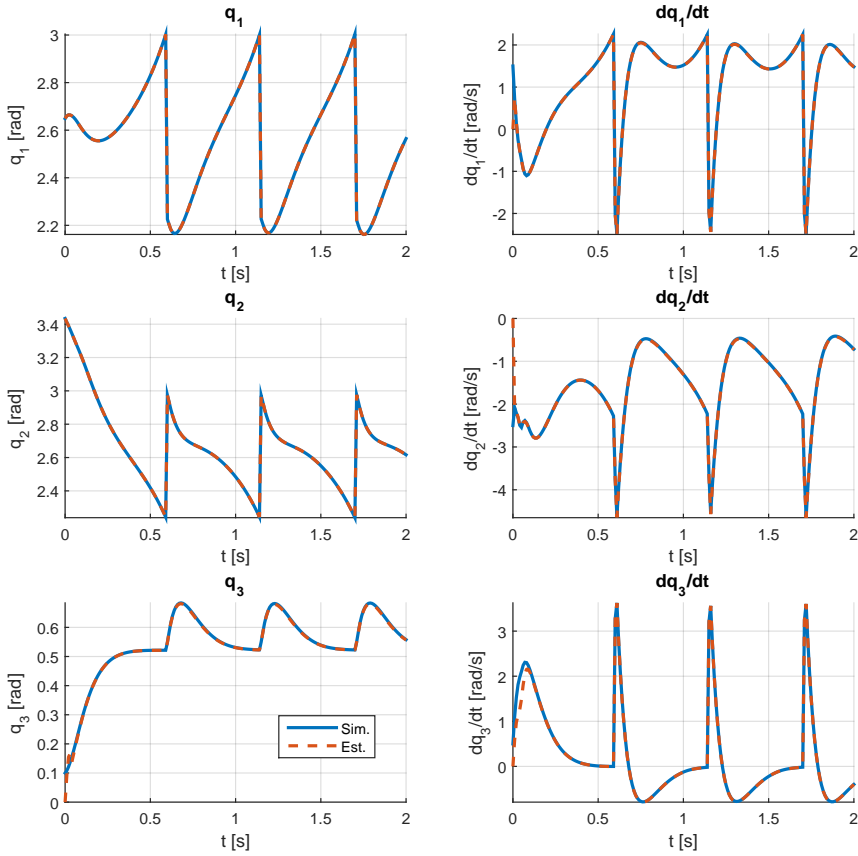 q1
3
2.8
2.6
2.4
2.2
q1 [rad]
0 0.5 1 1.5 2
t [s]
dq1/dt
2
1
0
-1
-2
dq1/dt [rad/s]
0 0.5 1 1.5 2
t [s]
q2
3.4
3.2
3
2.8
2.6
2.4
q2 [rad]
0 0.5 1 1.5 2
t [s]
dq2/dt
0
-1
-2
-3
-4
dq2/dt [rad/s]
0 0.5 1 1.5 2
t [s]
q3
0.6
0.5
0.4
0.3
0.2
0.1
0
q3 [rad]
Sim.
Est.
0 0.5 1 1.5 2
t [s]
dq3/dt
3
2
1
0
dq3/dt [rad/s]
0 0.5 1 1.5 2
t [s]